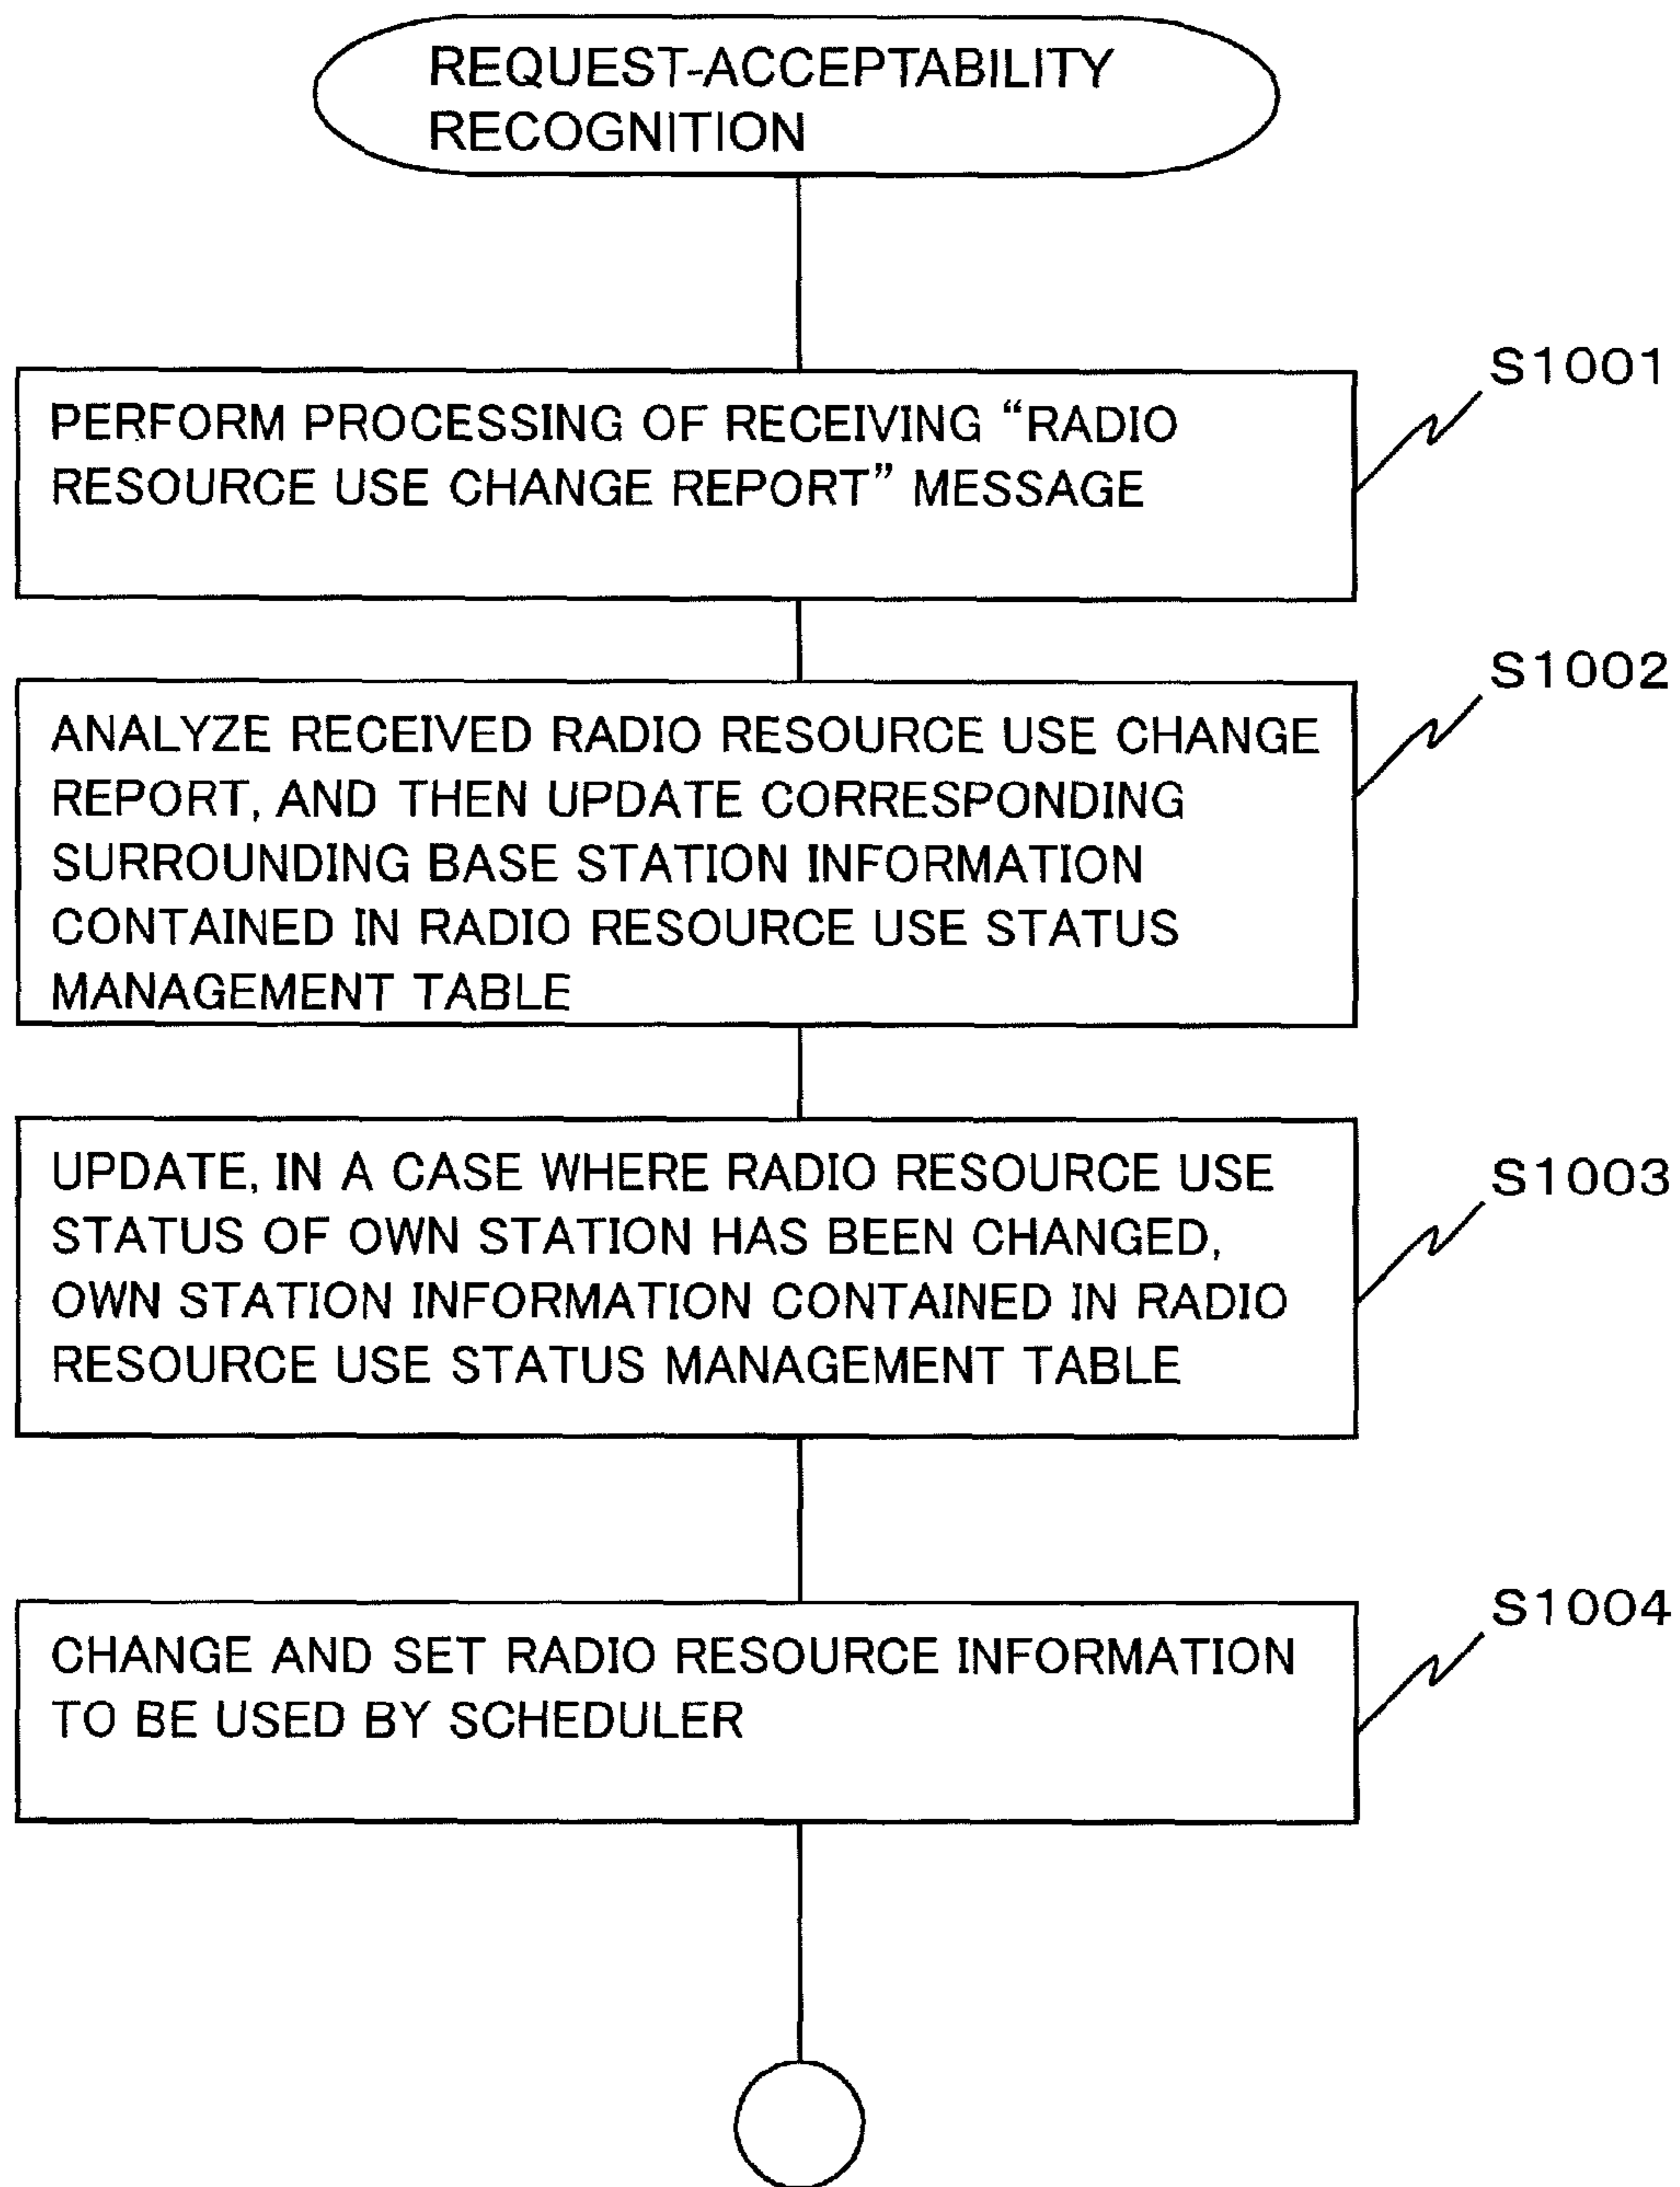 REQUEST-ACCEPTABILITY
RECOGNITION
S1001
PERFORM PROCESSING OF RECEIVING “RADIO
RESOURCE USE CHANGE REPORT” MESSAGE
S1002
ANALYZE RECEIVED RADIO RESOURCE USE CHANGE
REPORT, AND THEN UPDATE CORRESPONDING
SURROUNDING BASE STATION INFORMATION
CONTAINED IN RADIO RESOURCE USE STATUS
MANAGEMENT TABLE
S1003
UPDATE, IN A CASE WHERE RADIO RESOURCE USE
STATUS OF OWN STATION HAS BEEN CHANGED,
OWN STATION INFORMATION CONTAINED IN RADIO
RESOURCE USE STATUS MANAGEMENT TABLE
S1004
CHANGE AND SET RADIO RESOURCE INFORMATION
TO BE USED BY SCHEDULER